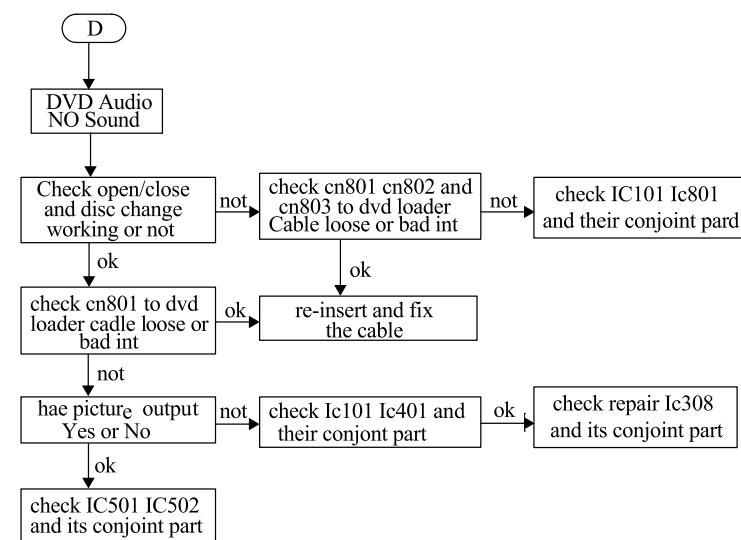 D
DVD Audio
NO Sound
Check open/close
and disc change
working or not
not
check cn801 cn802 and
cn803 to dvd loader
Cable loose or bad int
not
check IC101 Ic801
and their conjoint pard
ok
ok
check cn801 to dvd
loader cadle loose or
bad int
ok
re-insert and fix
the cable
not
hae picture output
Yes or No
not
check Ic101 Ic401 and
their conjont part
ok
check repair Ic308
and its conjoint part
ok
check IC501 IC502
and its conjoint part